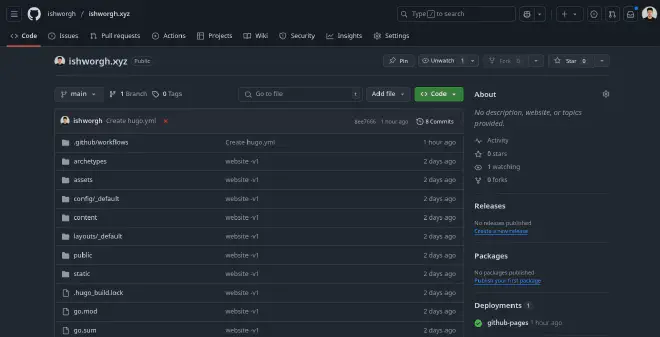 ishworgh / ishworgh.xyz
Type / to search
Code
Issues
Pull requests
Actions
Projects
Wiki
Security
Insights
Settings
ishworgh.xyz Public
Pin
Unwatch 1
Fork 0
Star 0
main
1 Branch
0 Tags
Go to file
t
Add file
Code
ishworgh Create hugo.yml
1 hour ago
8 Commits
.github/workflows Create hugo.yml 1 hour ago
archetypes website -v1 2 days ago
assets website -v1 2 days ago
config/_default website -v1 2 days ago
content website -v1 2 days ago
layouts/_default website -v1 2 days ago
public website -v1 2 days ago
static website -v1 2 days ago
.hugo_build.lock website -v1 2 days ago
go.mod website -v1 2 days ago
go.sum website -v1 2 days ago
About
No description, website, or topics
provided.
Activity
0 stars
1 watching
0 forks
Releases
No releases published
Create a new release
Packages
No packages published
Publish your first package
Deployments 1
github-pages 1 hour ago